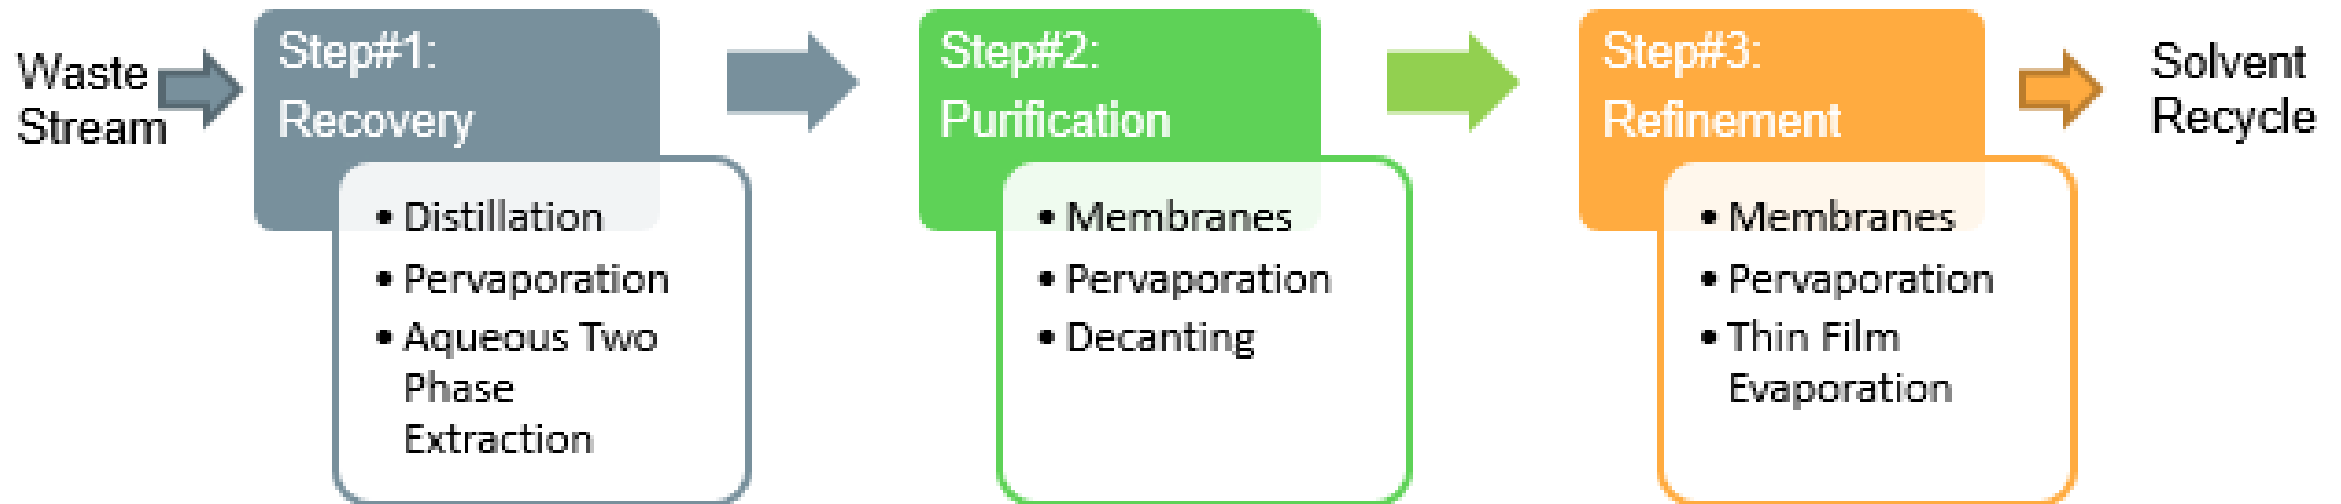 Waste
Stream
Step#1:
Recovery
• Distillation
• Pervaporation
• Aqueous Two
Phase
Extraction
Step#2:
Purification
• Membranes
• Pervaporation
• Decanting
Step#3:
Refinement
• Membranes
• Pervaporation
• Thin Film
Evaporation
Solvent
Recycle